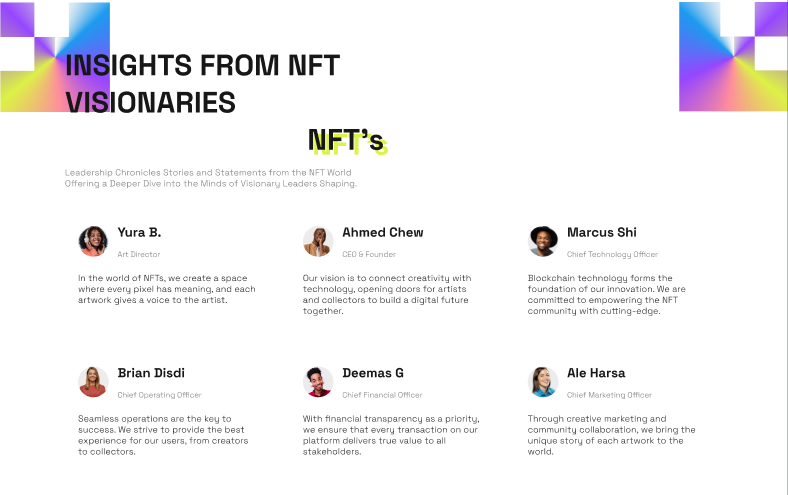 INSIGHTS FROM NFT
VISIONARIES
NFT's
Leadership Chronicles Stories and Statements from the NFT World
Offering a Deeper Dive into the Minds of Visionary Leaders Shaping.
Yura B.
Art Director
In the world of NFTs, we create a space
where every pixel has meaning, and each
artwork gives a voice to the artist.
Ahmed Chew
CEO & Founder
Our vision is to connect creativity with
technology, opening doors for artists
and collectors to build a digital future
together.
Marcus Shi
Chief Technology Officer
Blockchain technology forms the
foundation of our innovation. We are
committed to empowering the NFT
community with cutting-edge.
Brian Disdi
Chief Operating Officer
Seamless operations are the key to
success. We strive to provide the best
experience for our users, from creators
to collectors.
Deemas G
Chief Financial Officer
With financial transparency as a priority,
we ensure that every transaction on our
platform delivers true value to all
stakeholders.
Ale Harsa
Chief Marketing Officer
Through creative marketing and
community collaboration, we bring the
unique story of each artwork to the
world.